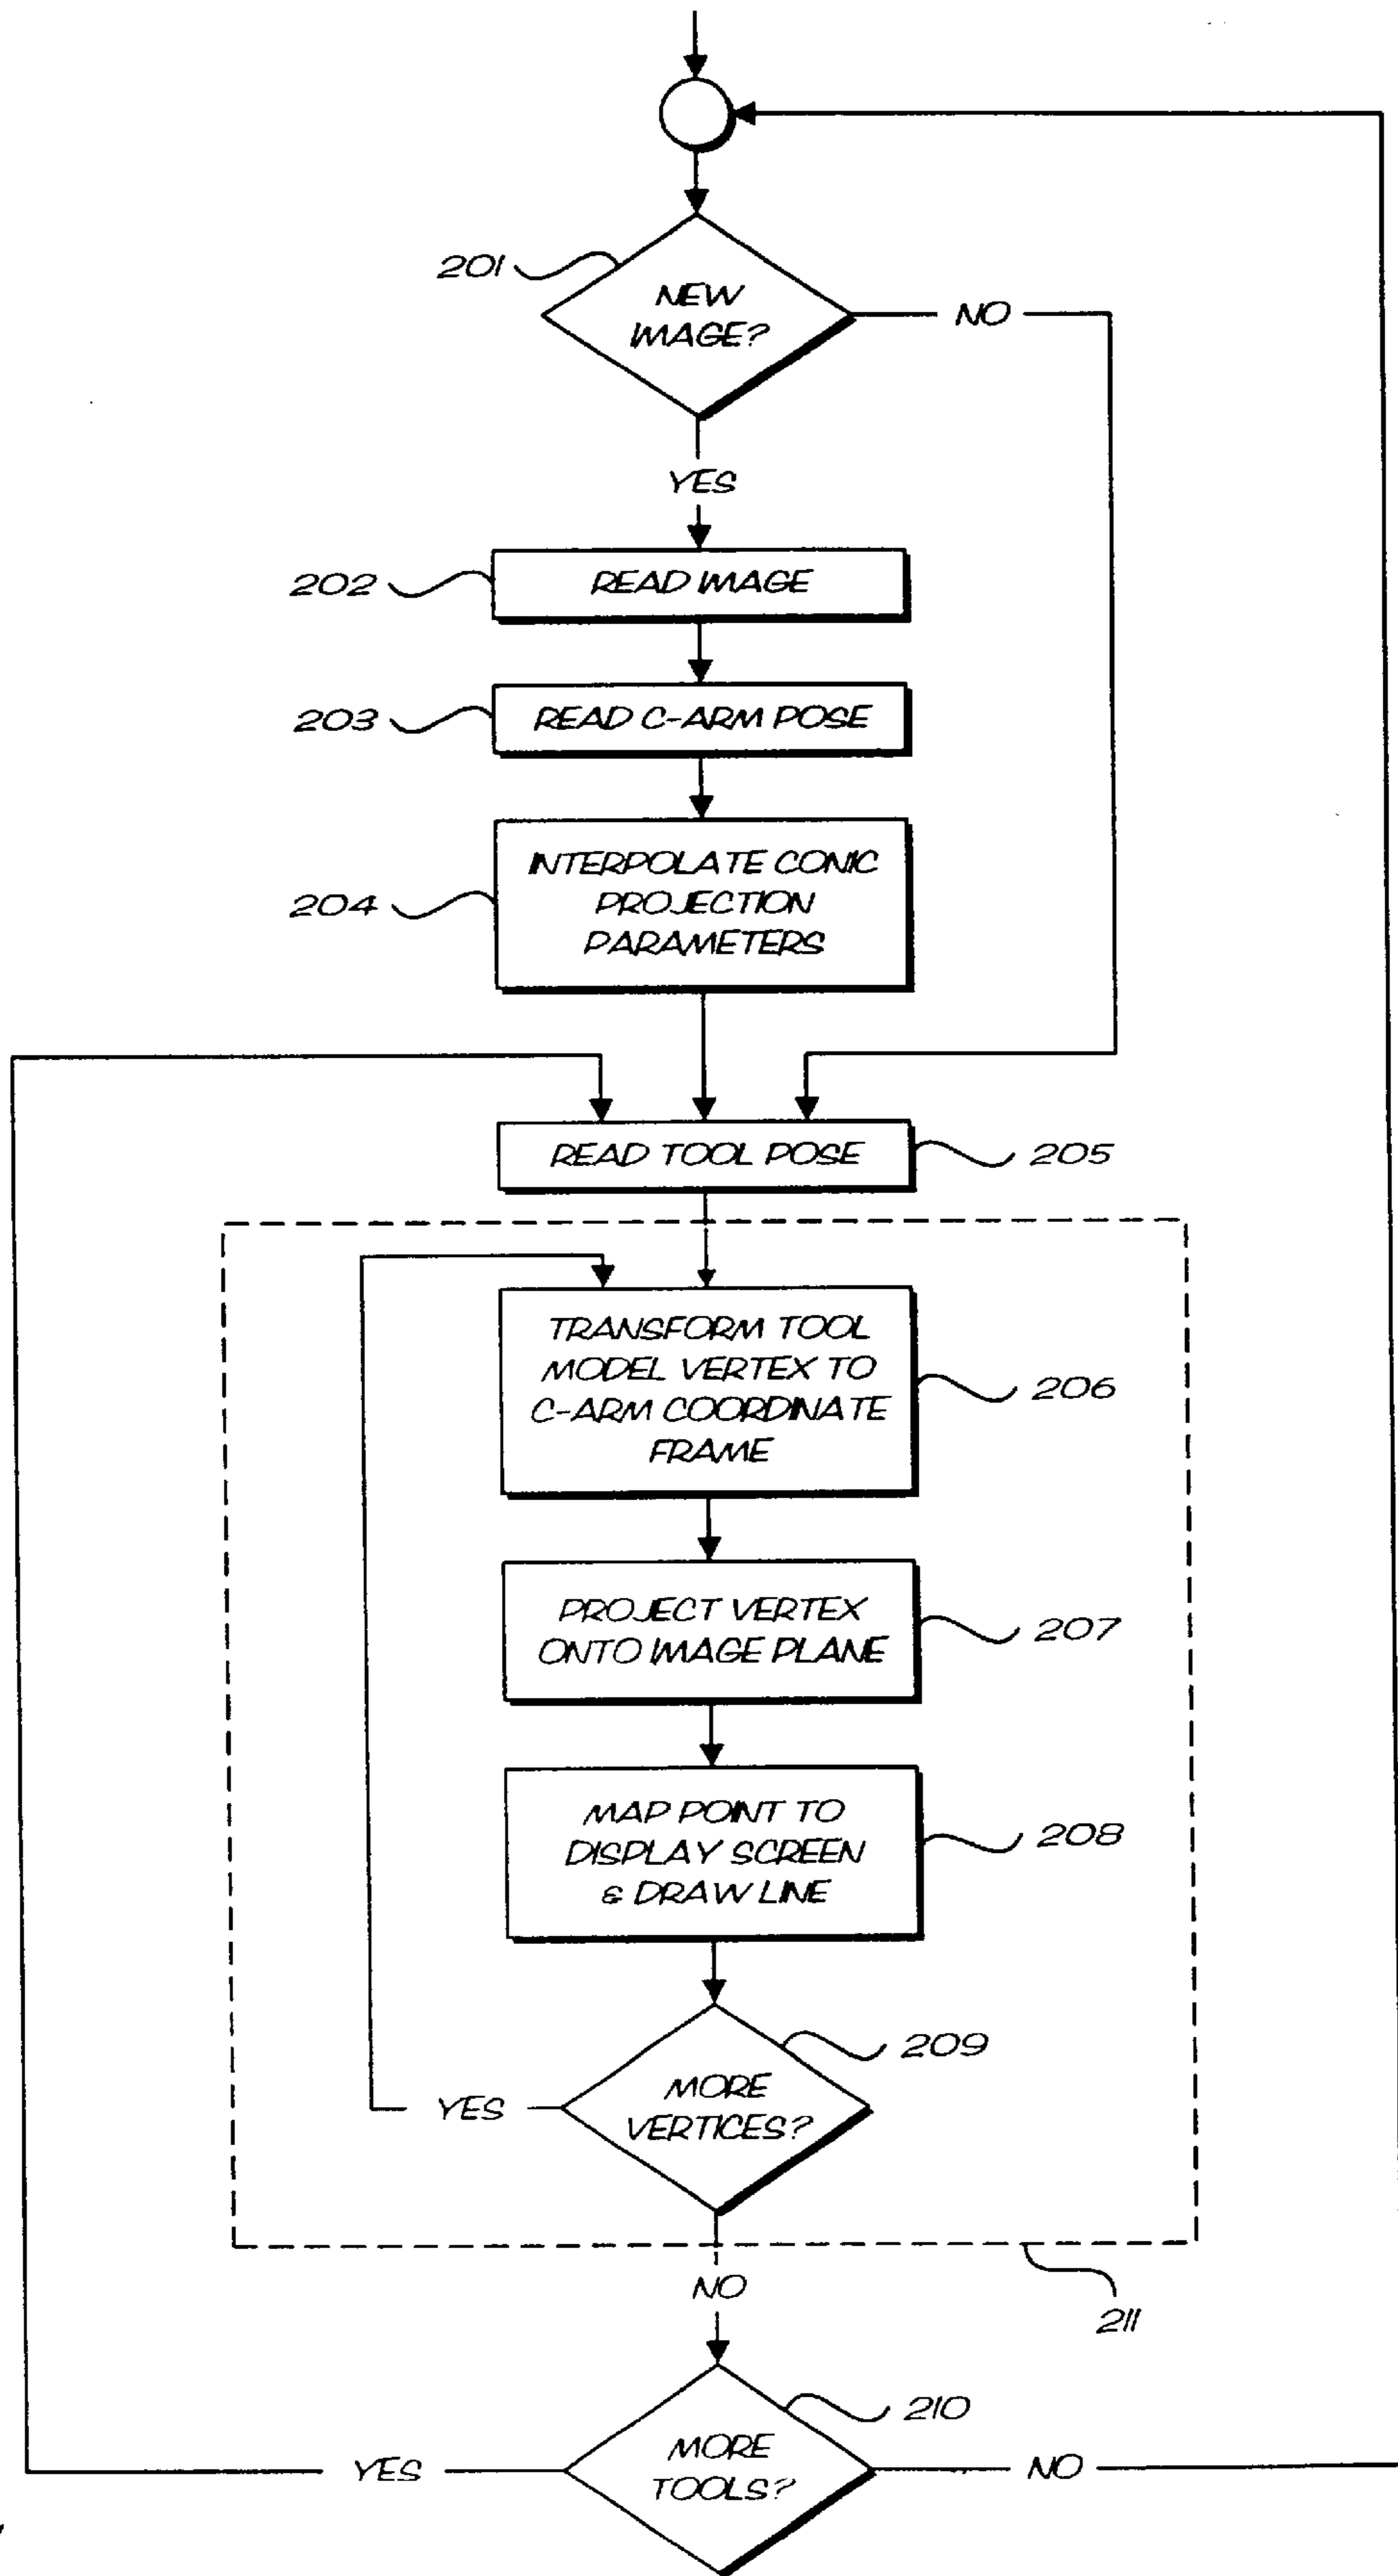 201
NEW
IMAGE?
NO
YES
202
READ IMAGE
203
READ C-ARM POSE
204
INTERPOLATE CONIC
PROJECTION
PARAMETERS
READ TOOL POSE
205
TRANSFORM TOOL
MODEL VERTEX TO
C-ARM COORDINATE
FRAME
206
PROJECT VERTEX
ONTO IMAGE PLANE
207
MAP POINT TO
DISPLAY SCREEN
& DRAW LINE
208
209
MORE
VERTICES?
YES
NO
211
210
MORE
TOOLS?
YES
NO